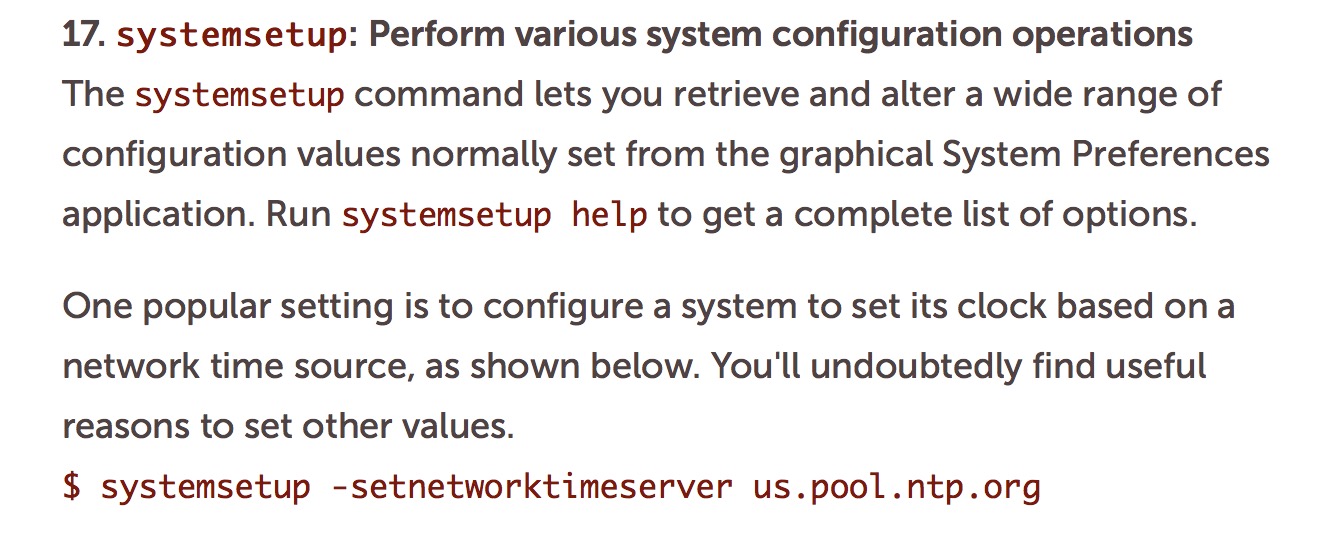 17. systemsetup: Perform various system configuration operations
The systemsetup command lets you retrieve and alter a wide range of
configuration values normally set from the graphical System Preferences
application. Run systemsetup help to get a complete list of options.
One popular setting is to configure a system to set its clock based on a
network time source, as shown below. You'll undoubtedly find useful
reasons to set other values.
$ systemsetup -setnetworktimeserver us.pool.ntp.org